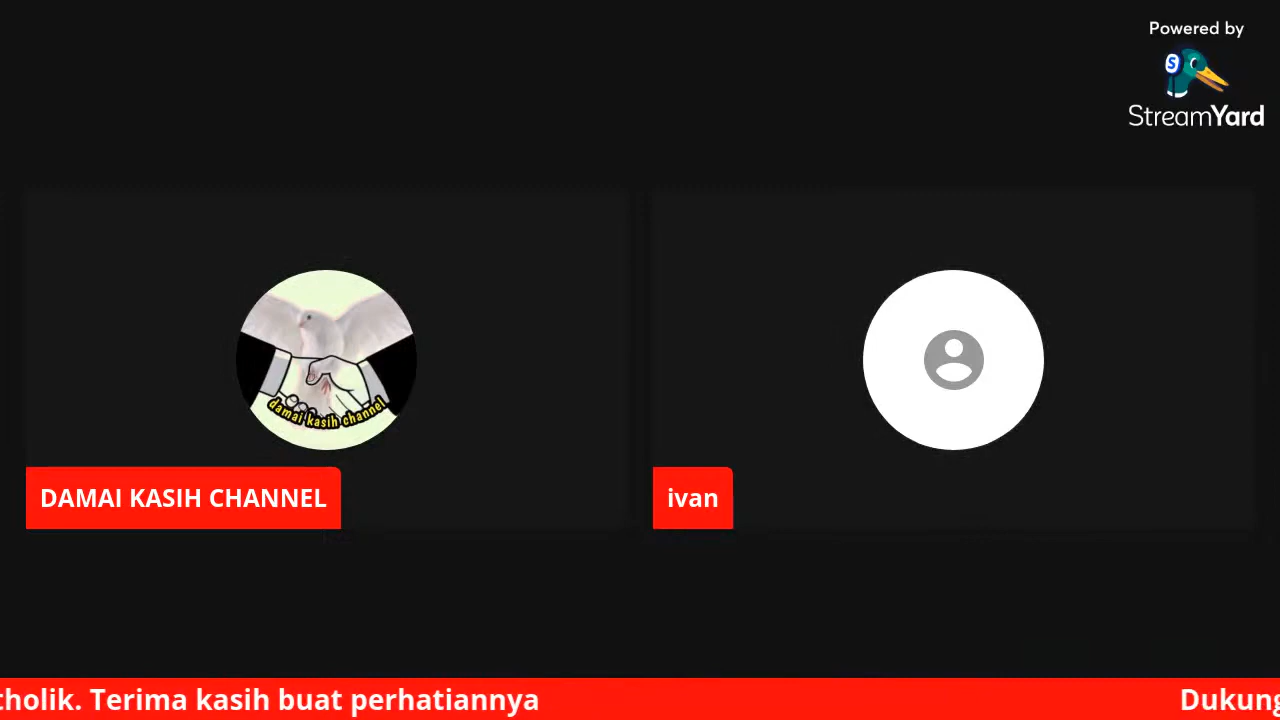 Powered by
S
StreamYard
damai kasih channel
DAMAI KASIH CHANNEL
ivan
tholik. Terima kasih buat perhatiannya
Dukung